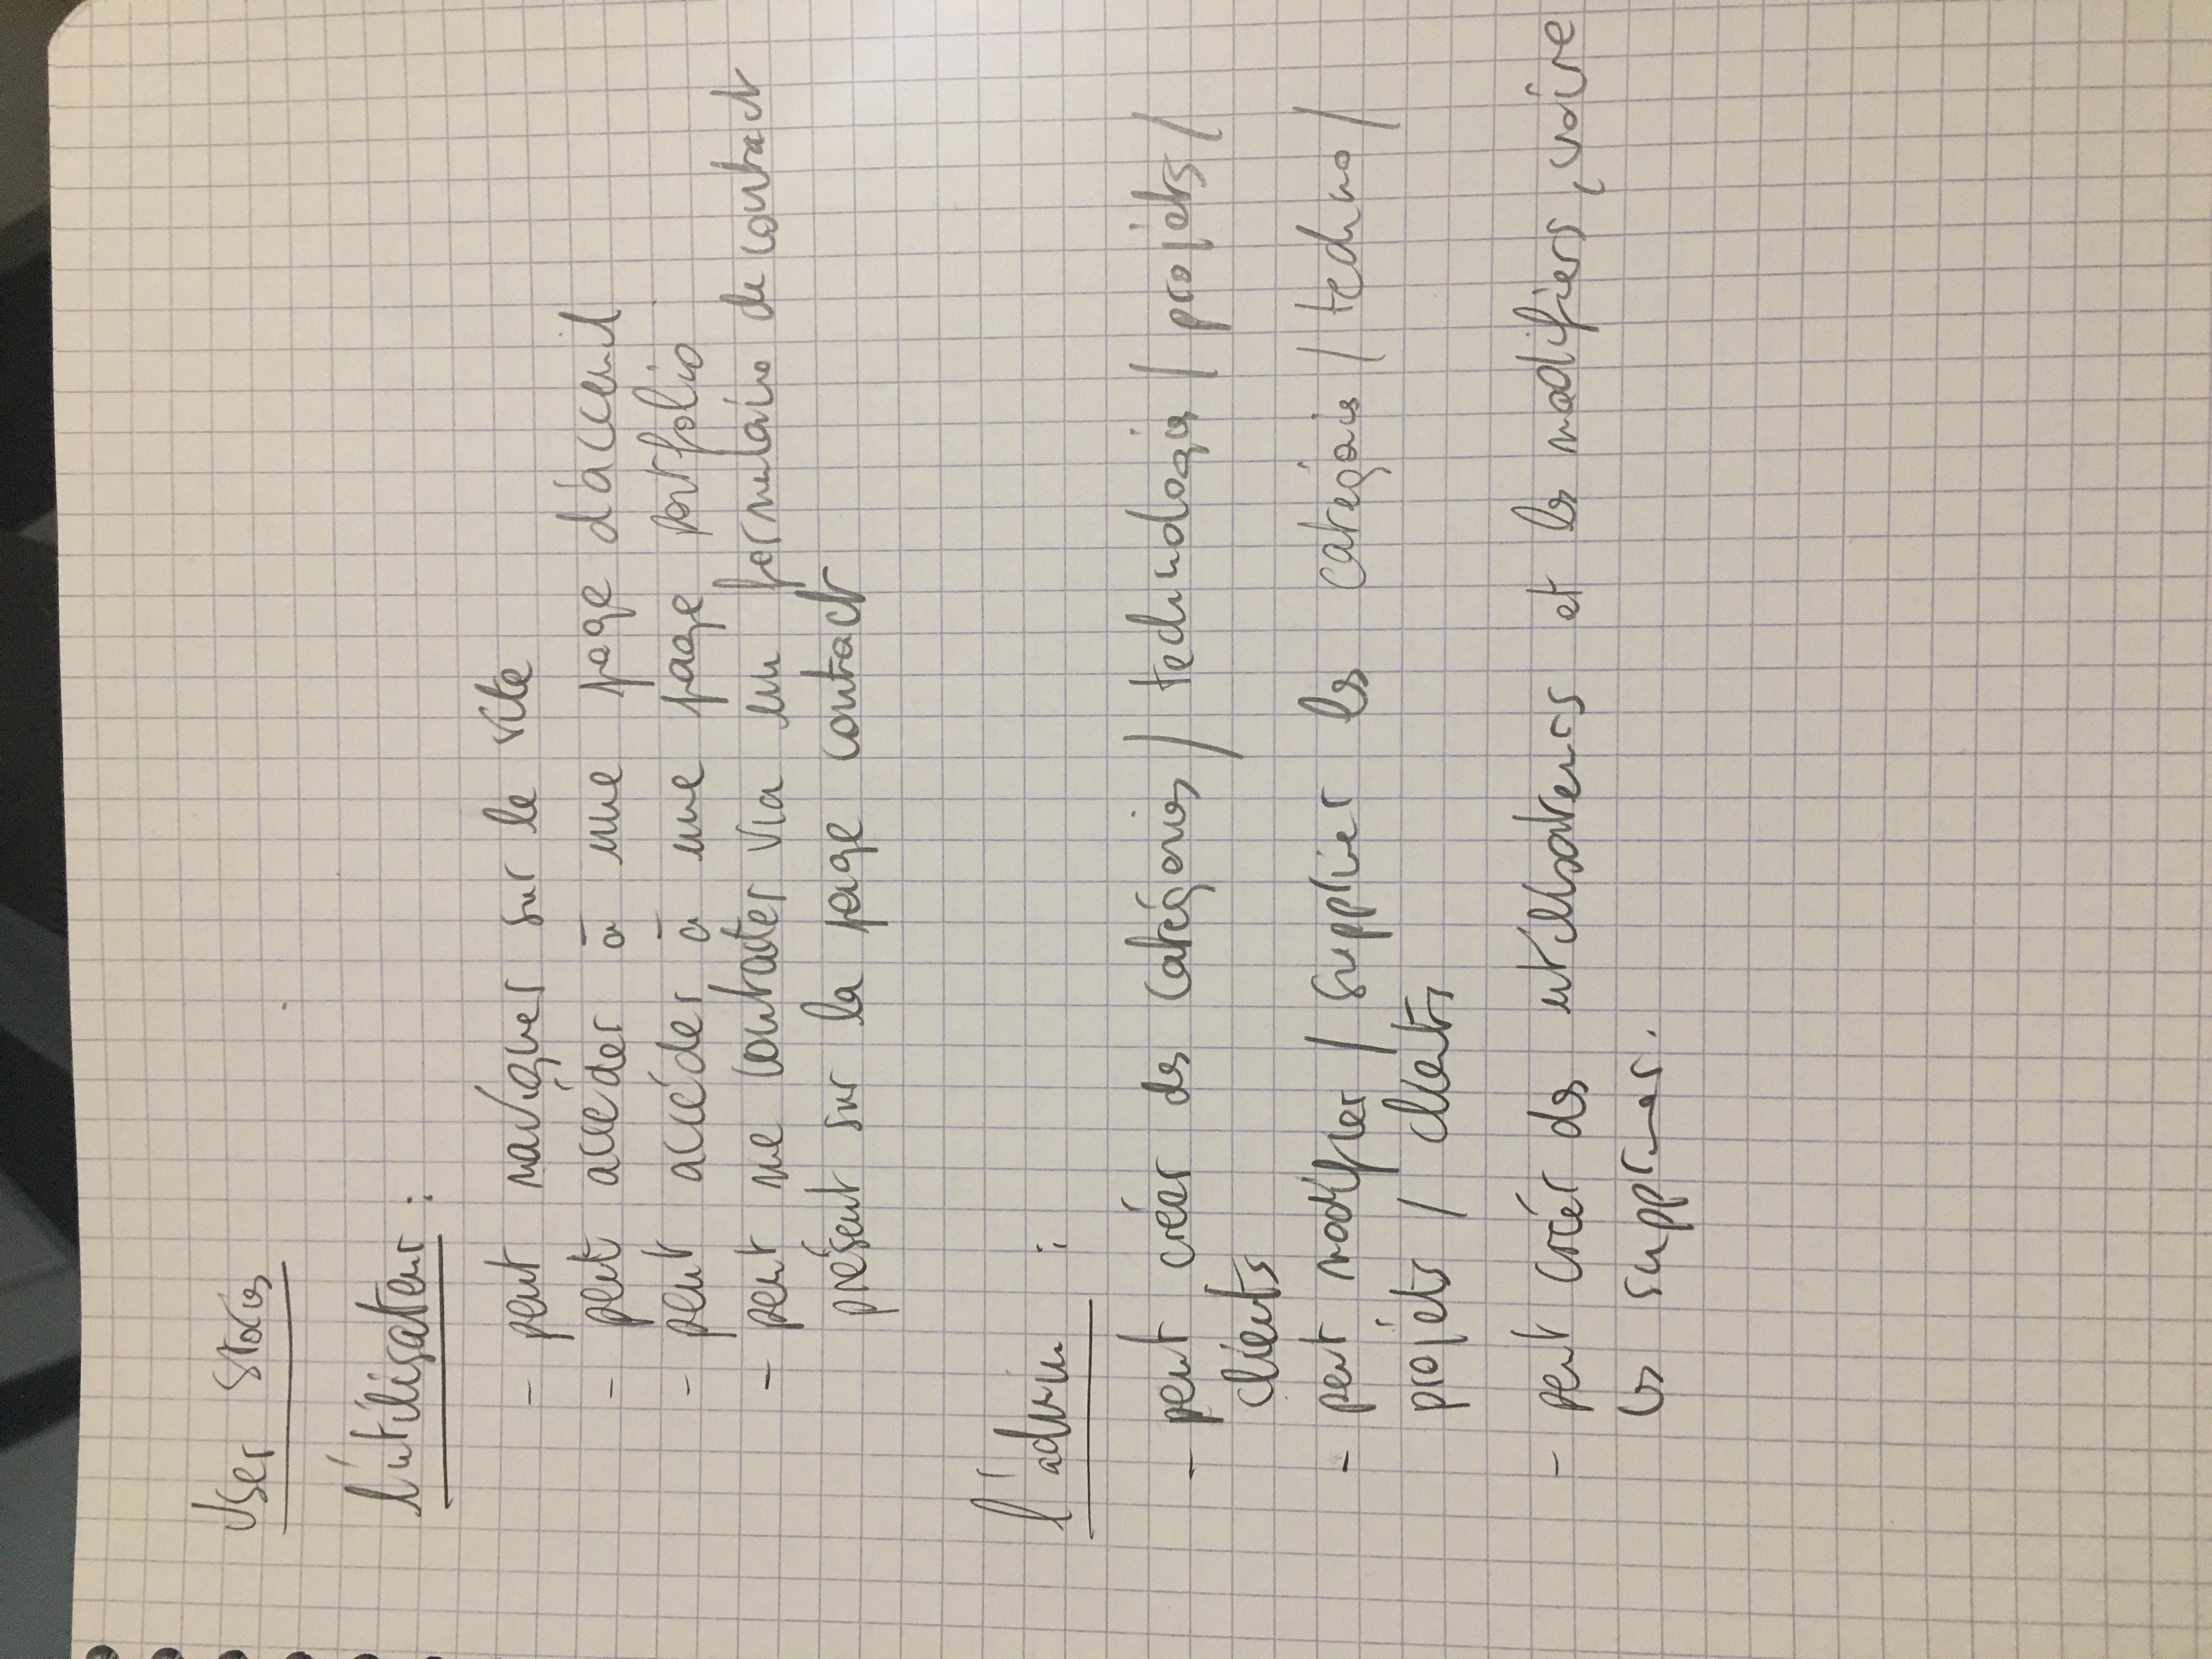 User Stories
l'utilisateur :
- peut naviguer sur le site
- peut accéder à une page d'acceuil
- peut accéder à une page portfolio
- peut me contacter via un formulaire de contact
présent sur la page contact
l'admin :
- peut créer des catégories / technologies / projets /
clients
- peut modifier / supprimer les catégories / techno /
projets / clients
- peut créer des utilisateurs et les modifiers, voire
les supprimer.